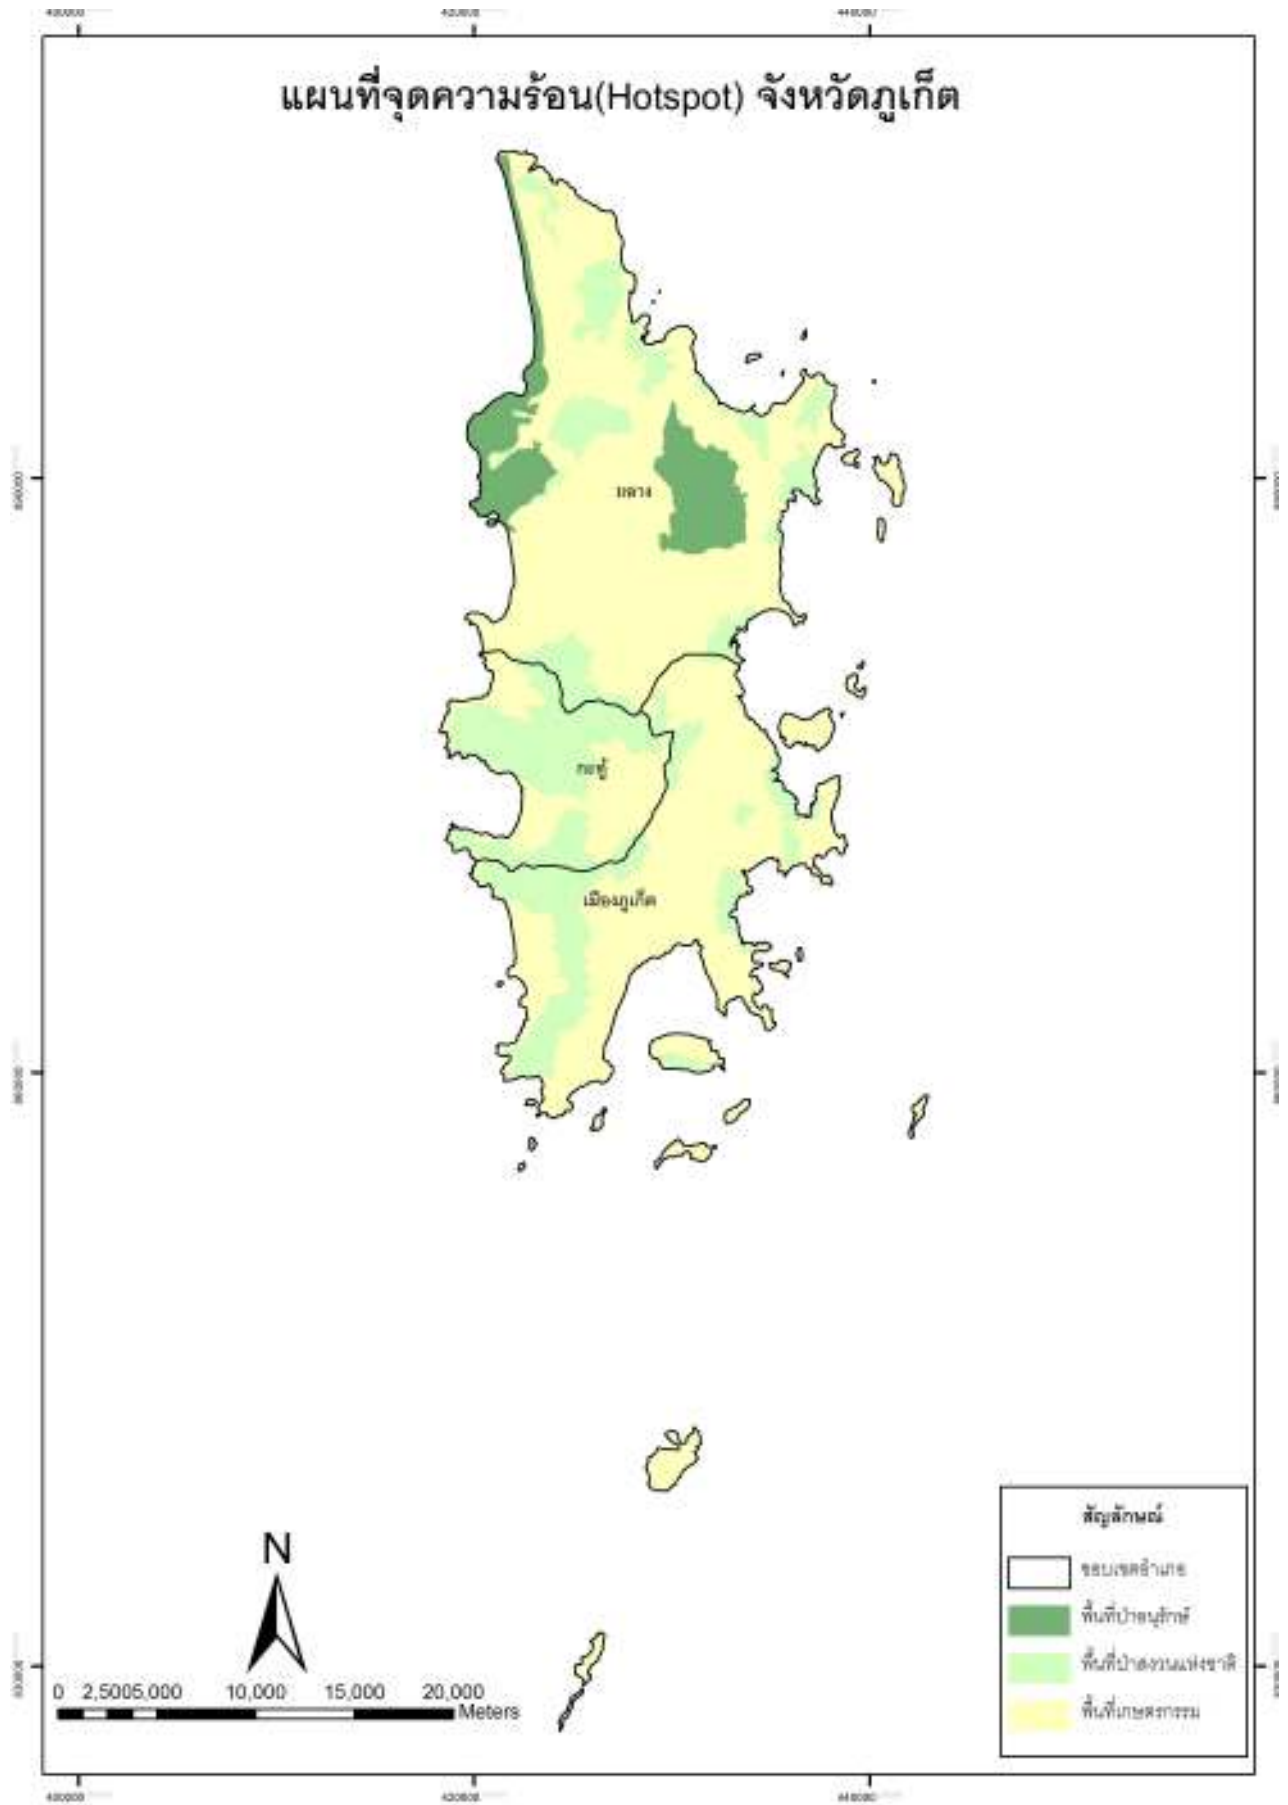 แผนที่จุดความร้อน(Hotspot) จังหวัดภูเก็ต
ถลาง
กะทู้
เมืองภูเก็ต
N
0 2,500 5,000 10,000 15,000 20,000
Meters
สัญลักษณ์
ขอบเขตอำเภอ
พื้นที่ป่าอนุรักษ์
พื้นที่ป่าสงวนแห่งชาติ
พื้นที่เกษตรกรรม